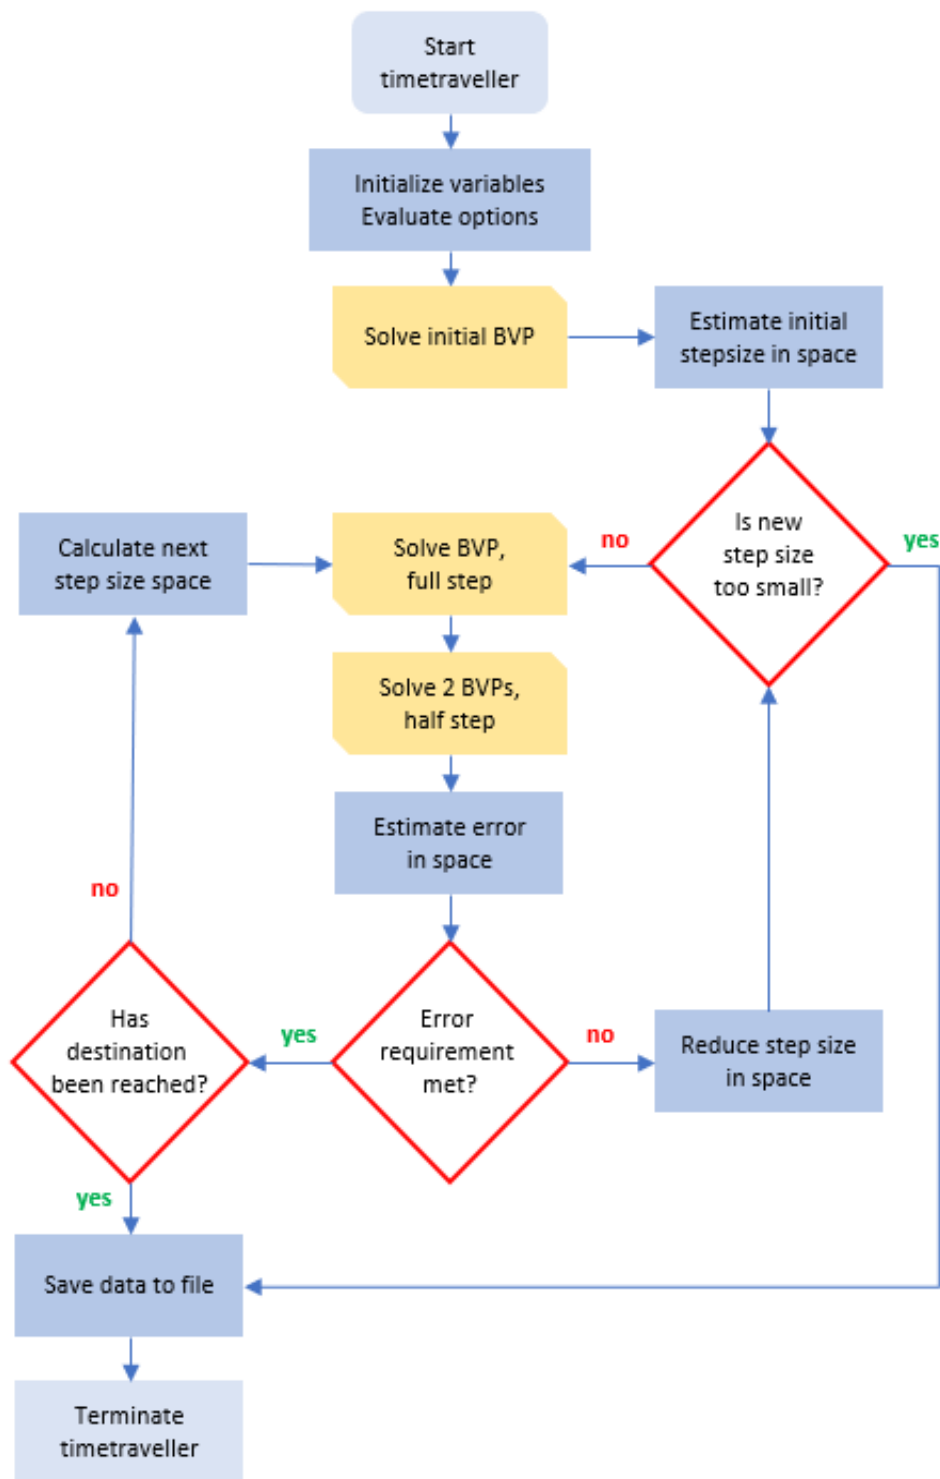 Start
timetraveller
Initialize variables
Evaluate options
Solve initial BVP
Estimate initial
stepsize in space
Is new
step size
too small?
no
yes
Calculate next
step size space
Solve BVP,
full step
Solve 2 BVPs,
half step
Estimate error
in space
no
Has
destination
been reached?
yes
Error
requirement
met?
no
Reduce step size
in space
yes
Save data to file
Terminate
timetraveller